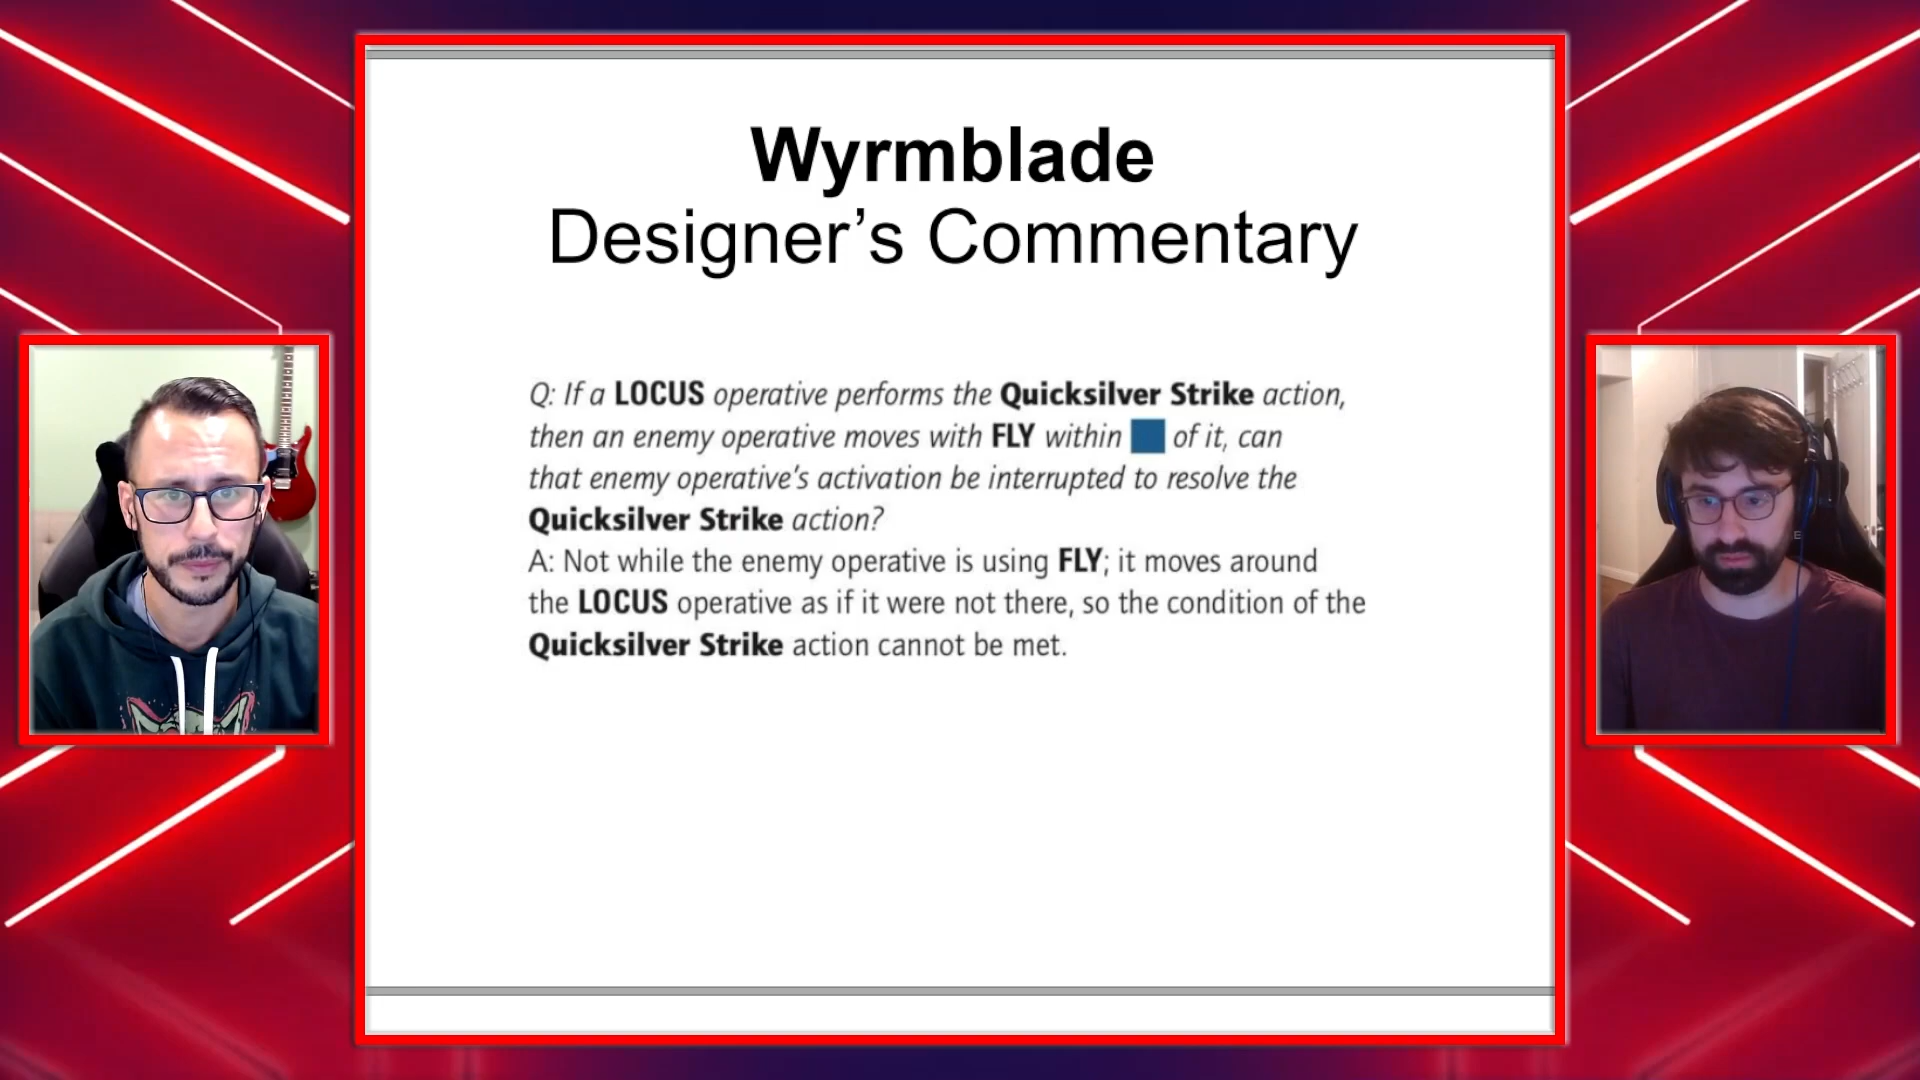 Wyrmblade
Designer’s Commentary
Q: If a LOCUS operative performs the Quicksilver Strike action,
then an enemy operative moves with FLY within of it, can
that enemy operative's activation be interrupted to resolve the
Quicksilver Strike action?
A: Not while the enemy operative is using FLY; it moves around
the LOCUS operative as if it were not there, so the condition of the
Quicksilver Strike action cannot be met.